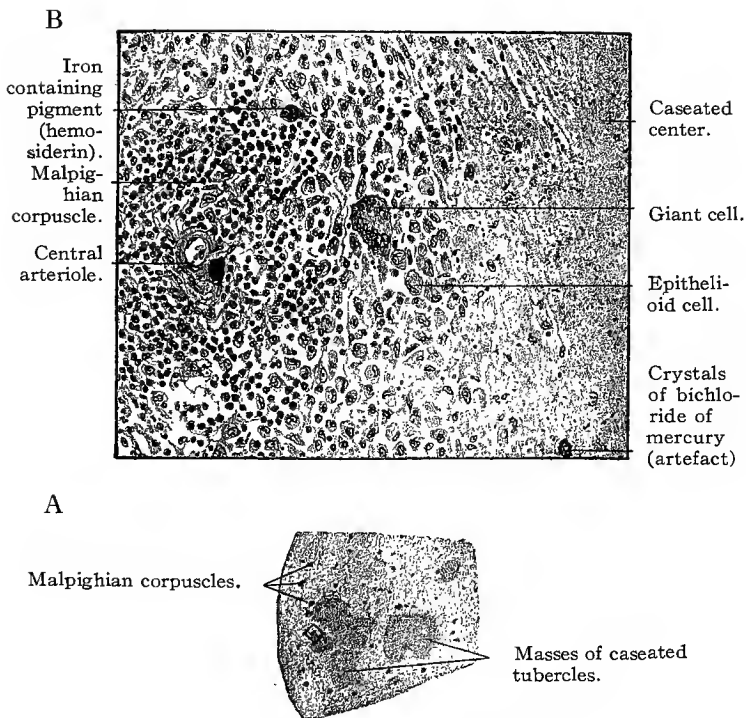 B
Iron
containing
pigment
(hemo-
siderin).
Malpig-
hian
corpuscle.
Central
arteriole.
Caseated
center.
Giant cell.
Epitheli-
oid cell.
Crystals
of bichlo-
ride of
mercury
(artefact)
A
Malpighian corpuscles.
Masses of caseated
tubercles.